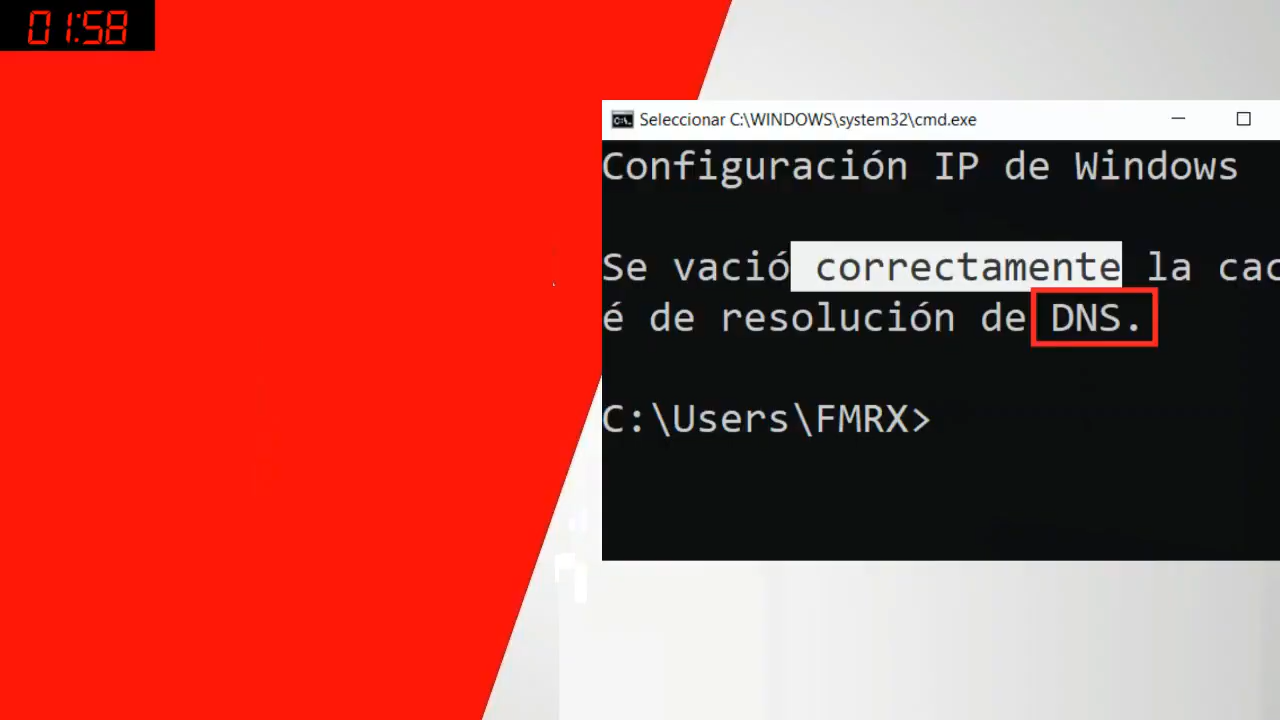 01:58
Seleccionar C:\WINDOWS\system32\cmd.exe
Configuración IP de Windows
Se vació correctamente la cac
é de resolución de DNS.
C:\Users\FMRX>